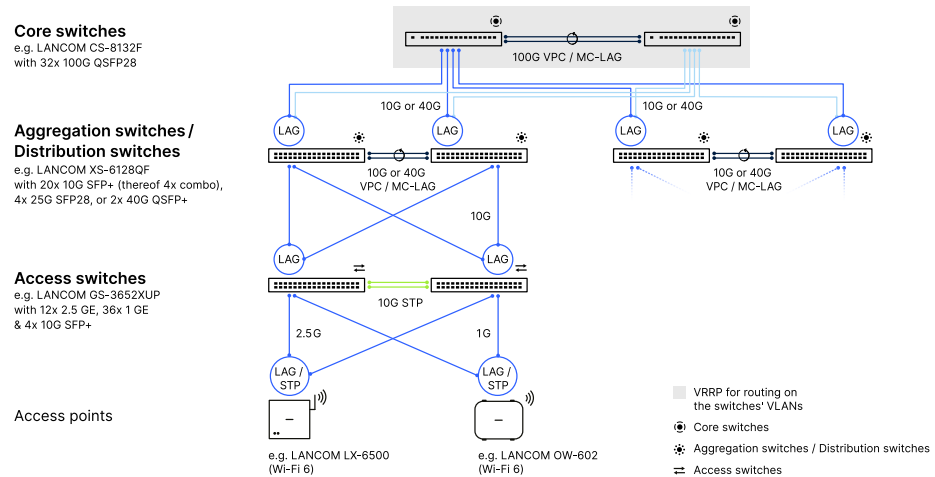 Core switches
e.g. LANCOM CS-8132F
with 32x 100G QSFP28
100G VPC / MC-LAG
10G or 40G
10G or 40G
Aggregation switches /
Distribution switches
e.g. LANCOM XS-6128QF
with 20x 10G SFP+ (thereof 4x combo),
4x 25G SFP28, or 2x 40G QSFP+
LAG
LAG
LAG
LAG
10G or 40G
VPC / MC-LAG
10G or 40G
VPC / MC-LAG
10G
LAG
LAG
Access switches
e.g. LANCOM GS-3652XUP
with 12x 2.5 GE, 36x 1 GE
& 4x 10G SFP+
10G STP
2.5 G
1 G
LAG /
STP
LAG /
STP
Access points
e.g. LANCOM LX-6500
(Wi-Fi 6)
e.g. LANCOM OW-602
(Wi-Fi 6)
VRRP for routing on
the switches' VLANs
Core switches
Aggregation switches / Distribution switches
Access switches